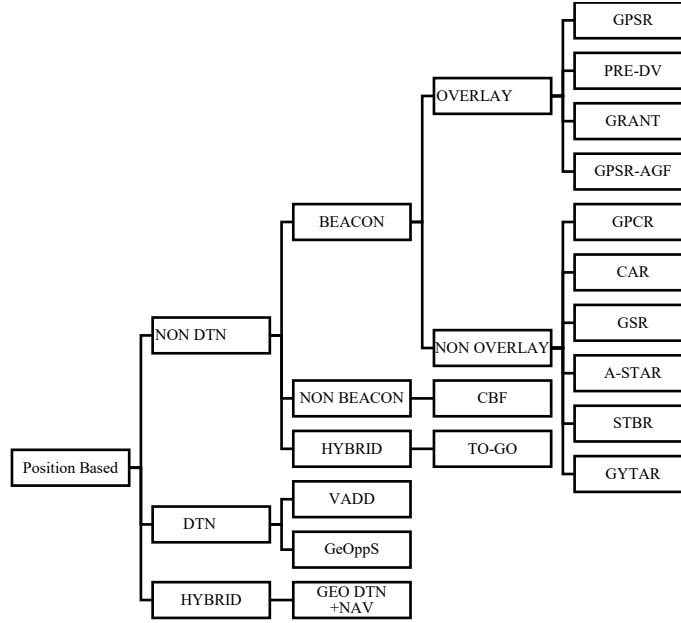 Position Based
NON DTN
BEACON
OVERLAY
GPSR
PRE-DV
GRANT
GPSR-AGF
NON OVERLAY
GPCR
CAR
GSR
A-STAR
STBR
GYTAR
NON BEACON
CBF
HYBRID
TO-GO
DTN
VADD
GeOppS
HYBRID
GEO DTN
+NAV